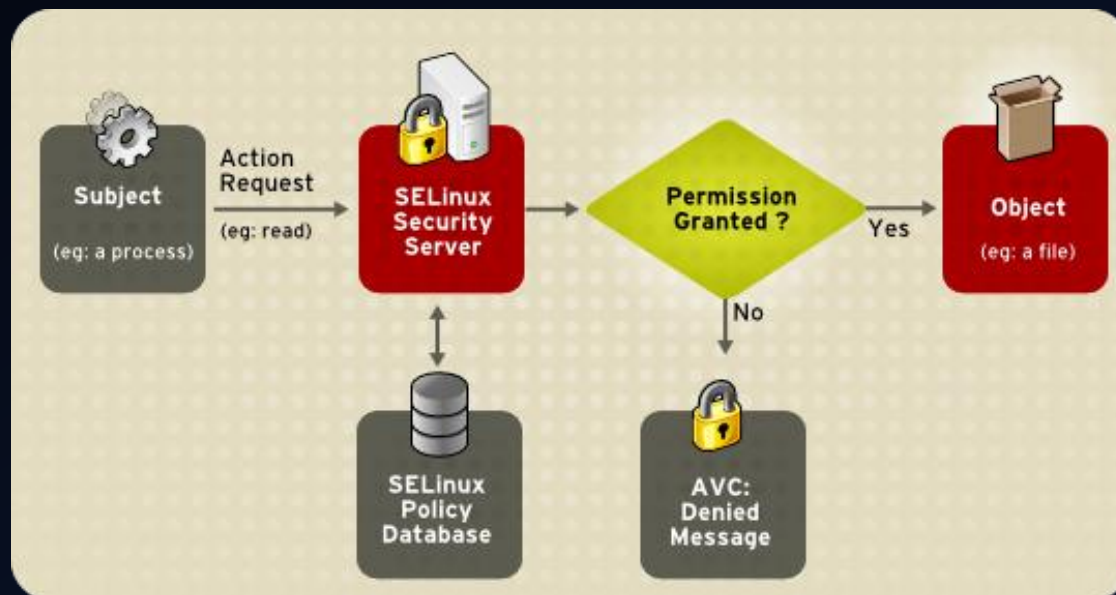 Subject
(eg: a process)
Action
Request
(eg: read)
SELinux
Security
Server
Permission
Granted ?
Yes
Object
(eg: a file)
No
SELinux
Policy
Database
AVC:
Denied
Message